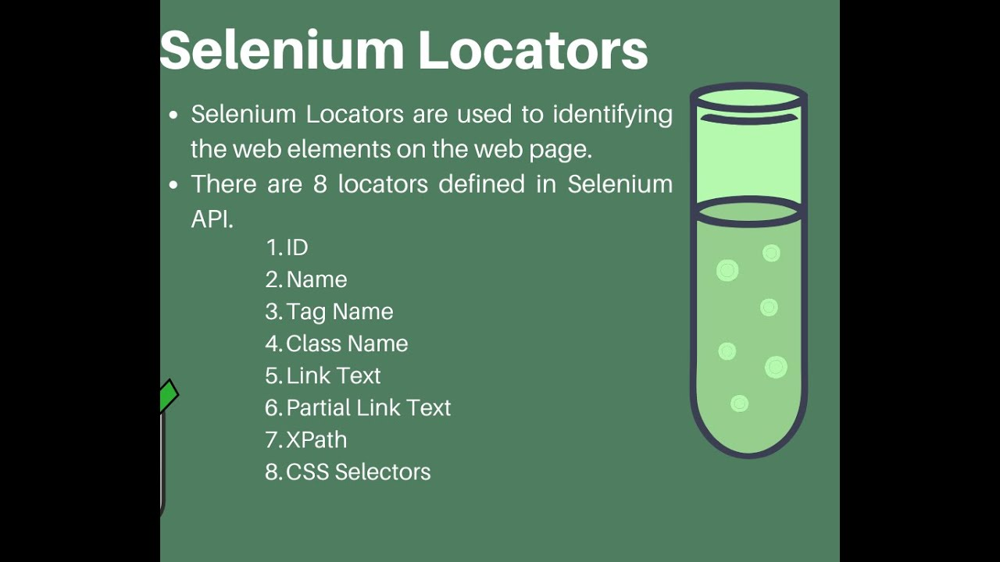 Selenium Locators
• Selenium Locators are used to identifying
the web elements on the web page.
• There are 8 locators defined in Selenium
API.
1. ID
2. Name
3. Tag Name
4. Class Name
5. Link Text
6. Partial Link Text
7. XPath
8. CSS Selectors